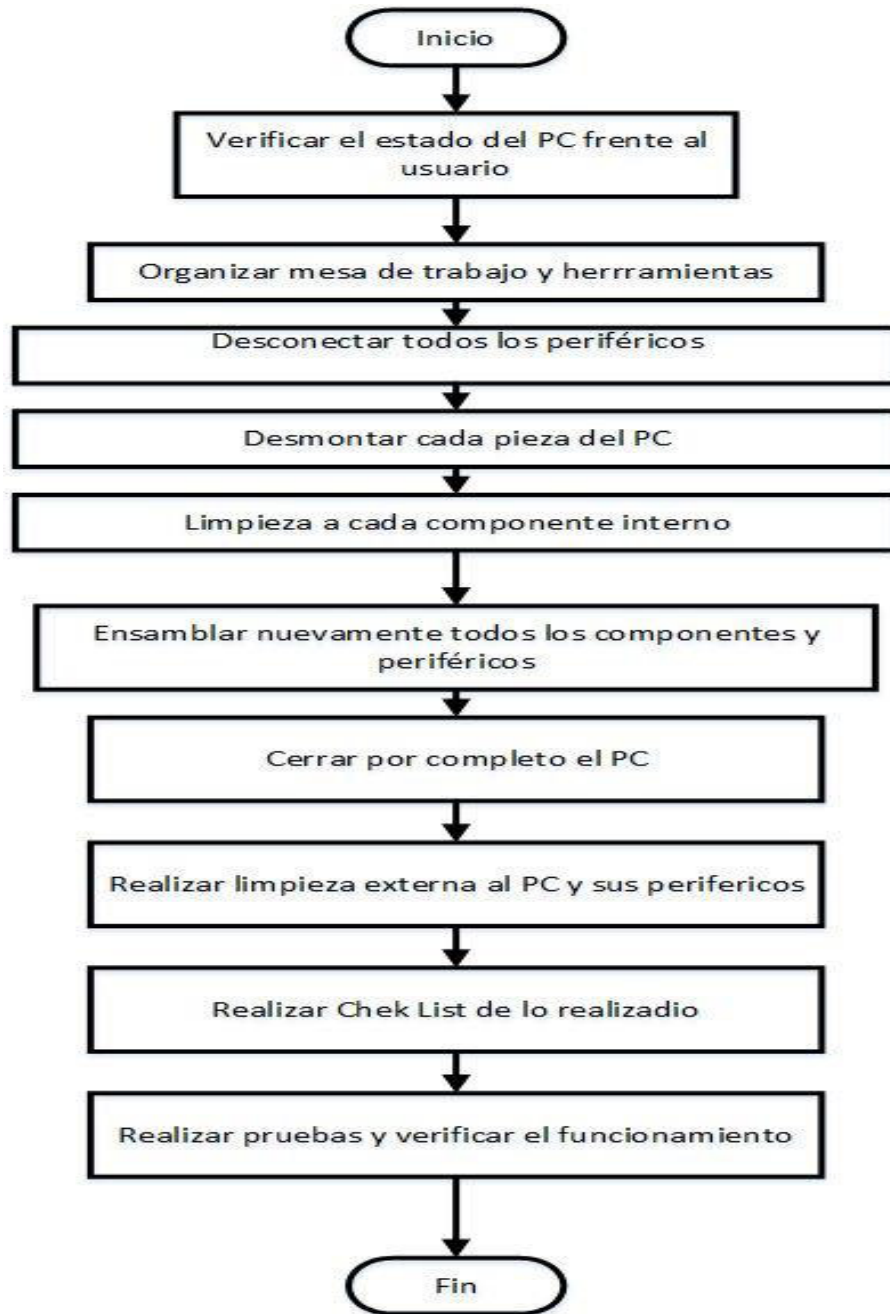 Inicio
Verificar el estado del PC frente al
usuario
Organizar mesa de trabajo y herrramientas
Desconectar todos los periféricos
Desmontar cada pieza del PC
Limpieza a cada componente interno
Ensamblar nuevamente todos los componentes y
periféricos
Cerrar por completo el PC
Realizar limpieza externa al PC y sus perifericos
Realizar Chek List de lo realizadio
Realizar pruebas y verificar el funcionamiento
Fin